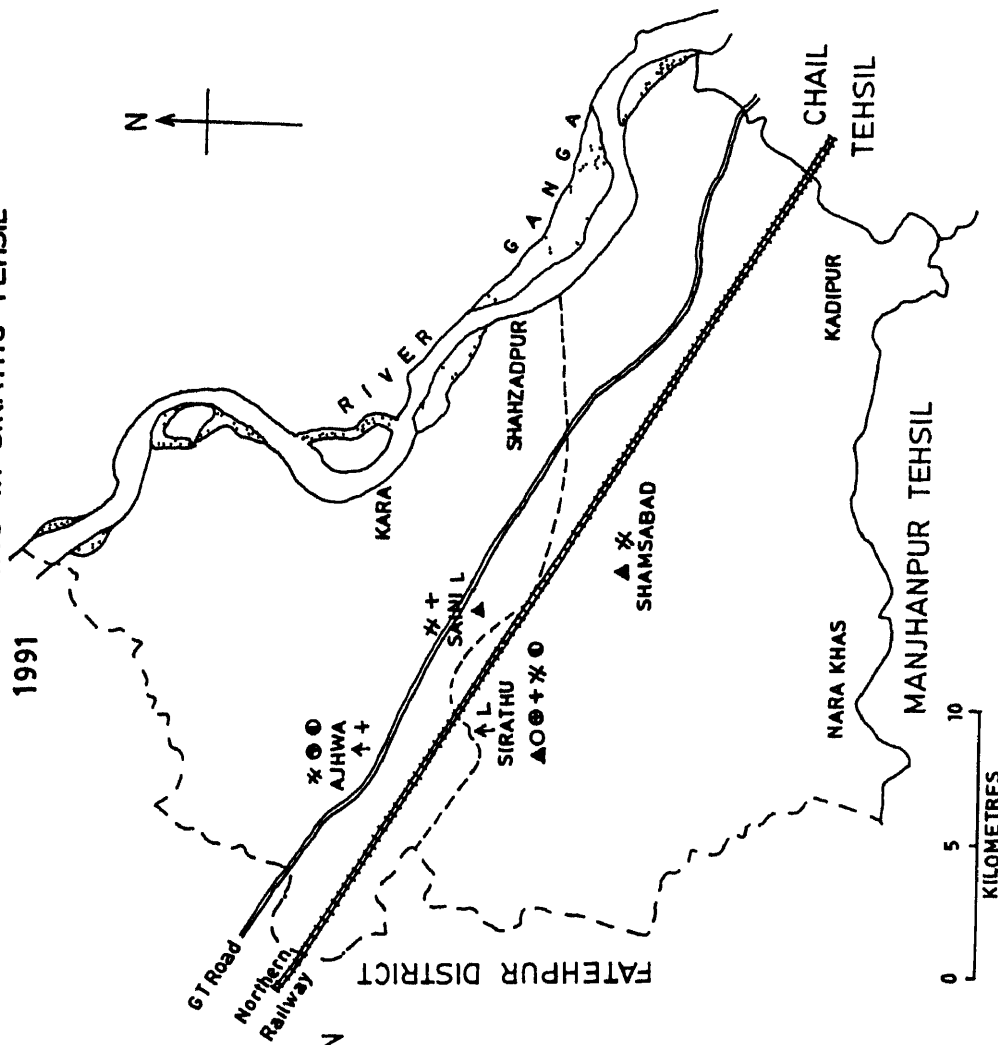 1991
N
RIVER GANGA
KARA
SHAHZADPUR
SAINI L
AJHWA
SIRATHU
L
SHAMSABAD
GT Road
Northern
Railway
FATEHPUR DISTRICT
NARA KHAS
KADIPUR
CHAIL
TEHSIL
MANJHANPUR TEHSIL
0 5 10
KILOMETRES